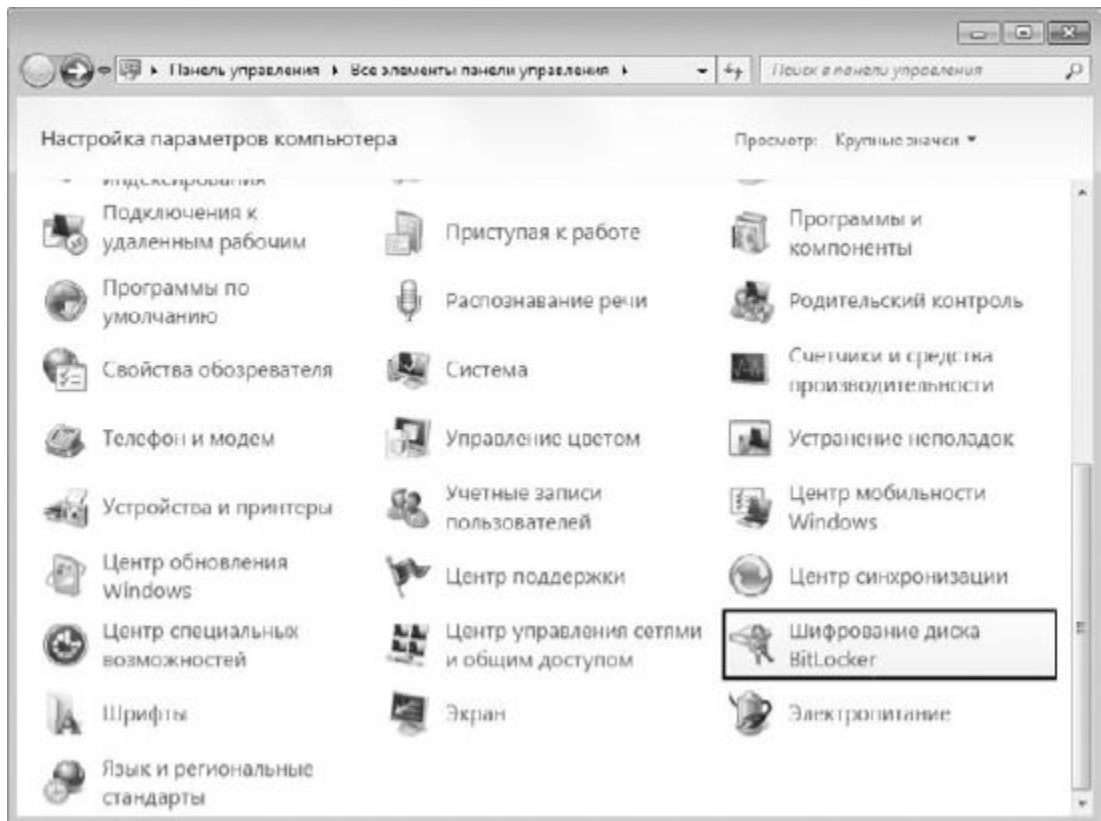 Панель управления Все элементы панели управления Поиск в панели управления
Настройка параметров компьютера Просмотр: Крупные значки
индексирования
Подключения к
удаленным рабочим
Приступая к работе
Программы и
компоненты
Программы по
умолчанию
Распознавание речи
Родительский контроль
Свойства обозревателя
Система
Счетчики и средства
производительности
Телефон и модем
Управление цветом
Устранение неполадок
Устройства и принтеры
Учетные записи
пользователей
Центр мобильности
Windows
Центр обновления
Windows
Центр поддержки
Центр синхронизации
Центр специальных
возможностей
Центр управления сетями
и общим доступом
Шифрование диска
BitLocker
Шрифты
Экран
Электропитание
Язык и региональные
стандарты